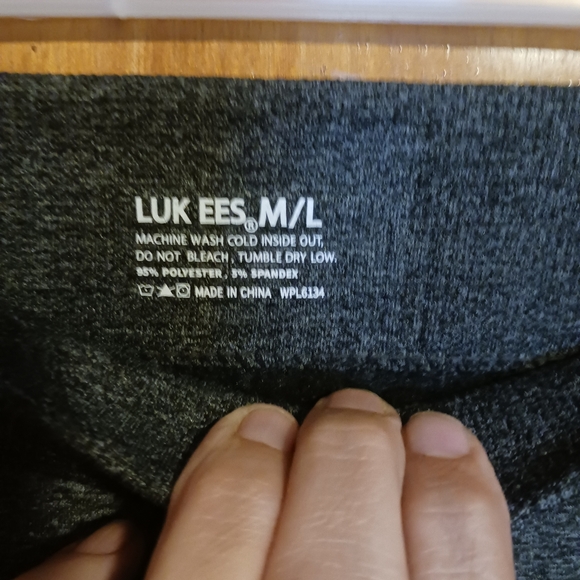 LUK EES® M/L
MACHINE WASH COLD INSIDE OUT,
DO NOT BLEACH, TUMBLE DRY LOW.
95% POLYESTER, 5% SPANDEX
MADE IN CHINA WPL6134